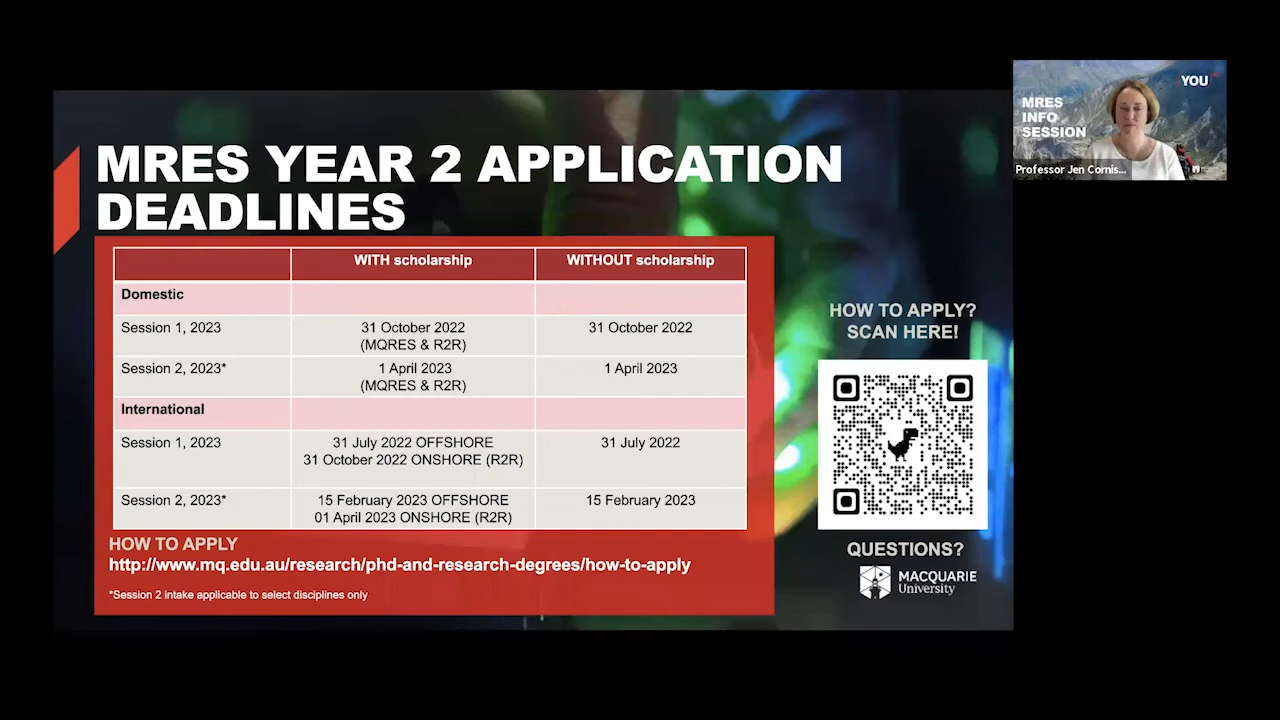 MRES YEAR 2 APPLICATION
DEADLINES
WITH scholarship
WITHOUT scholarship
Domestic
Session 1, 2023
31 October 2022
(MQRES & R2R)
31 October 2022
Session 2, 2023*
1 April 2023
(MQRES & R2R)
1 April 2023
International
Session 1, 2023
31 July 2022 OFFSHORE
31 October 2022 ONSHORE (R2R)
31 July 2022
Session 2, 2023*
15 February 2023 OFFSHORE
01 April 2023 ONSHORE (R2R)
15 February 2023
HOW TO APPLY
http://www.mq.edu.au/research/phd-and-research-degrees/how-to-apply
*Session 2 intake applicable to select disciplines only
HOW TO APPLY?
SCAN HERE!
QUESTIONS?
MACQUARIE
University
YOU
MRES
INFO
SESSION
Professor Jen Cornis...